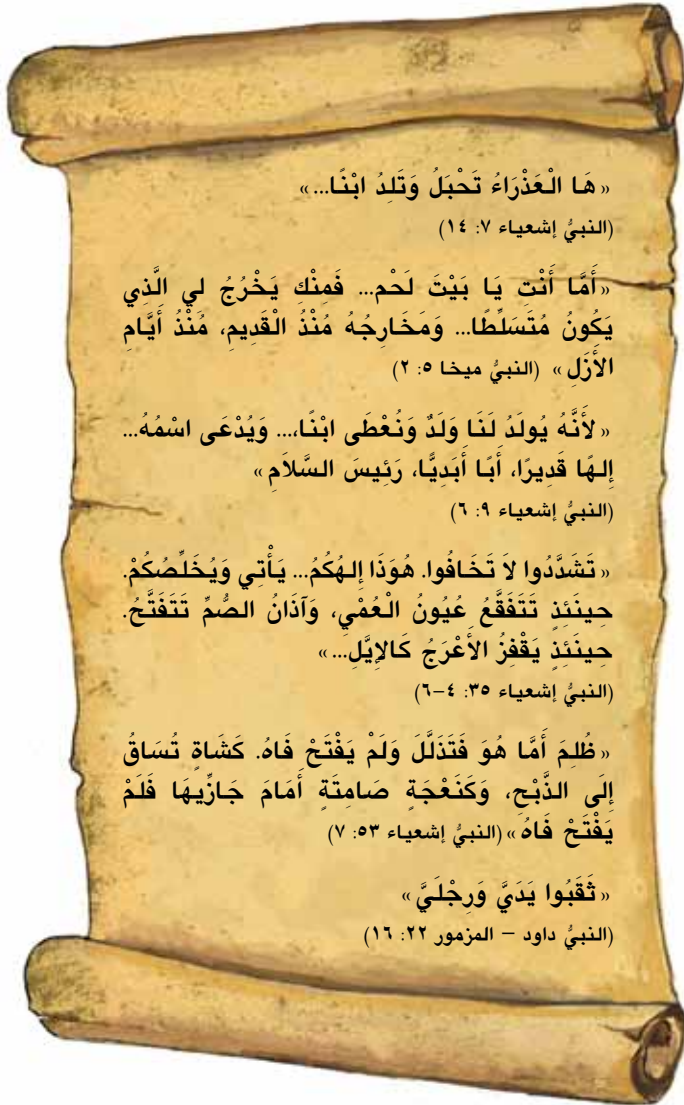 «هَا الْعَذْرَاءُ تَحْبَلُ وَتَلِدُ ابْنًا...»
(النبيُّ إشعياء ٧: ١٤)
«أَمَّا أَنْتِ يَا بَيْتَ لَحْمٍ... فَمِنْكِ يَخْرُجُ لِي الَّذِي
يَكُونُ مُتَسَلِّطًا... وَمَخَارِجُهُ مُنْذُ الْقَدِيمِ، مُنْذُ أَيَّامِ
الأَزَلِ» (النبيُّ ميخا ٥: ٢)
«لأَنَّهُ يُولَدُ لَنَا وَلَدٌ وَنُعْطَى ابْنًا،... وَيُدْعَى اسْمُهُ...
إِلهًا قَدِيرًا، أَبًا أَبَدِيًّا، رَئِيسَ السَّلاَمِ»
(النبيُّ إشعياء ٩: ٦)
«تَشَدَّدُوا لاَ تَخَافُوا. هُوَذَا إِلهُكُمُ... يَأْتِي وَيُخَلِّصُكُمْ.
حِينَئِذٍ تَتَفَقَّعُ عُيُونُ الْعُمْيِ، وَآذَانُ الصُّمِّ تَتَفَتَّحُ.
حِينَئِذٍ يَقْفِزُ الأَعْرَجُ كَالإِيَّلِ...»
(النبيُّ إشعياء ٣٥: ٤–٦)
«ظُلِمَ أَمَّا هُوَ فَتَذَلَّلَ وَلَمْ يَفْتَحْ فَاهُ. كَشَاةٍ تُسَاقُ
إِلَى الذَّبْحِ، وَكَنَعْجَةٍ صَامِتَةٍ أَمَامَ جَازِّيهَا فَلَمْ
يَفْتَحْ فَاهُ» (النبيُّ إشعياء ٥٣: ٧)
«ثَقَبُوا يَدَيَّ وَرِجْلَيَّ»
(النبيُّ داود – المزمور ٢٢: ١٦)